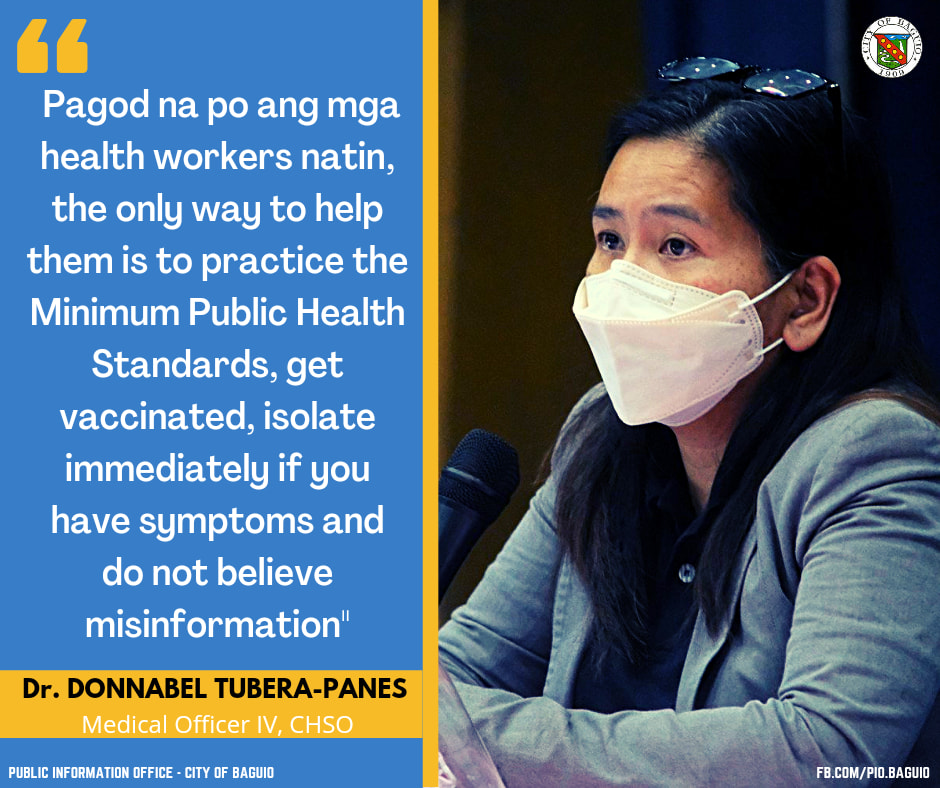 Pagod na po ang mga
health workers natin,
the only way to help
them is to practice the
Minimum Public Health
Standards, get
vaccinated, isolate
immediately if you
have symptoms and
do not believe
misinformation"
Dr. DONNABEL TUBERA-PANES
Medical Officer IV, CHSO
PUBLIC INFORMATION OFFICE - CITY OF BAGUIO
CITY OF BAGUIO
1909
FB.COM/PIO.BAGUIO